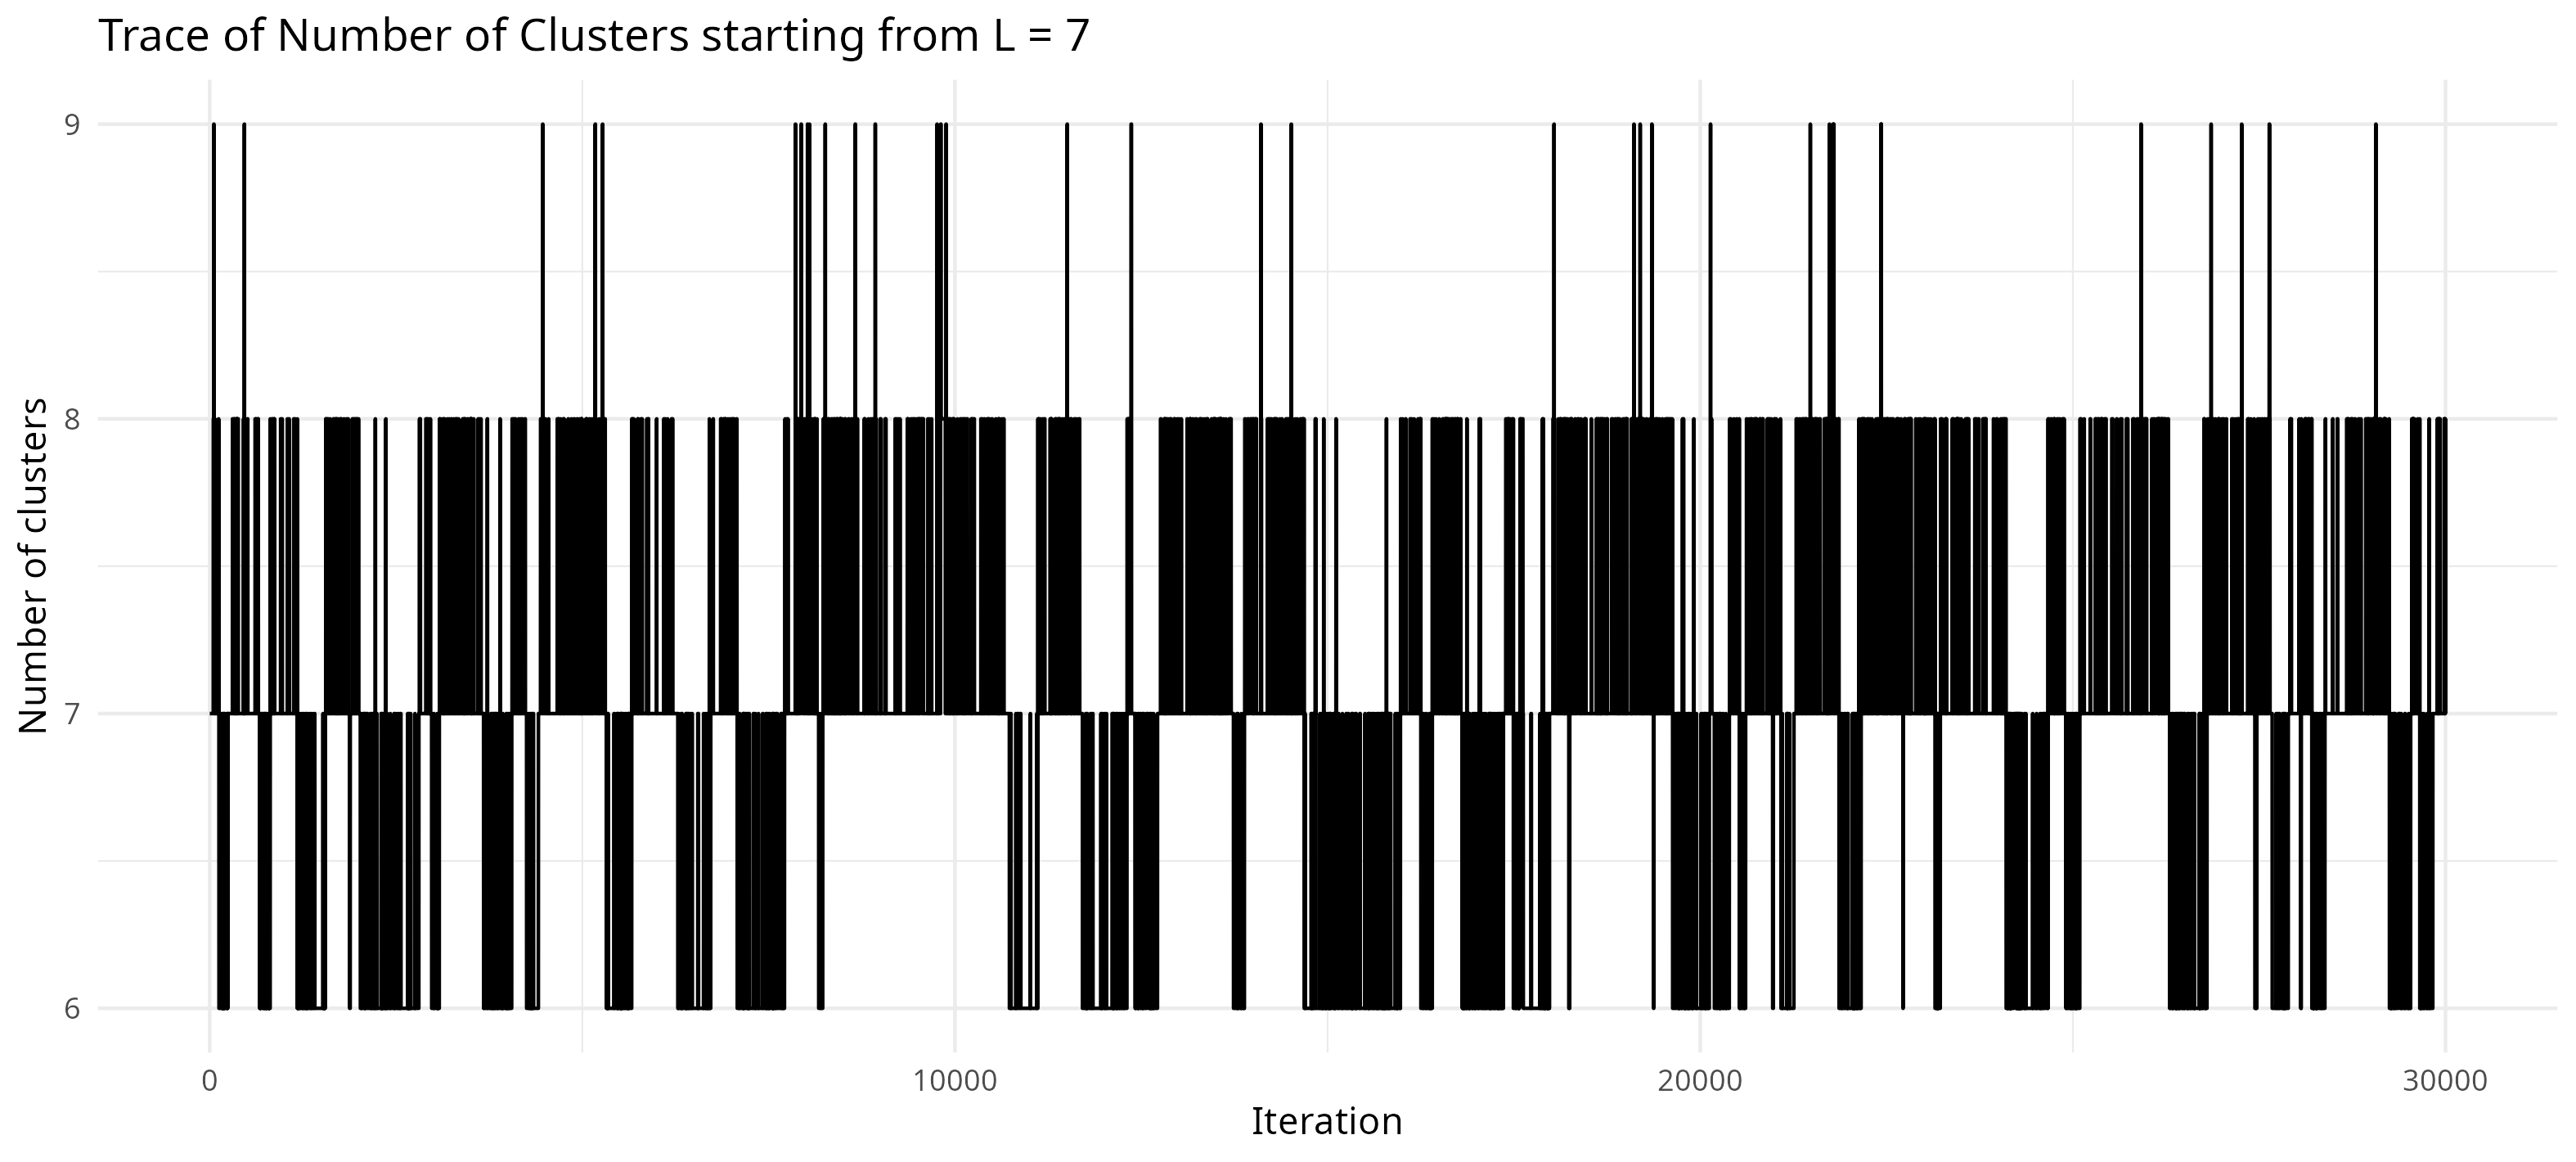 Trace of Number of Clusters starting from L = 7
Number of clusters
9
8
7
6
0 10000 20000 30000
Iteration